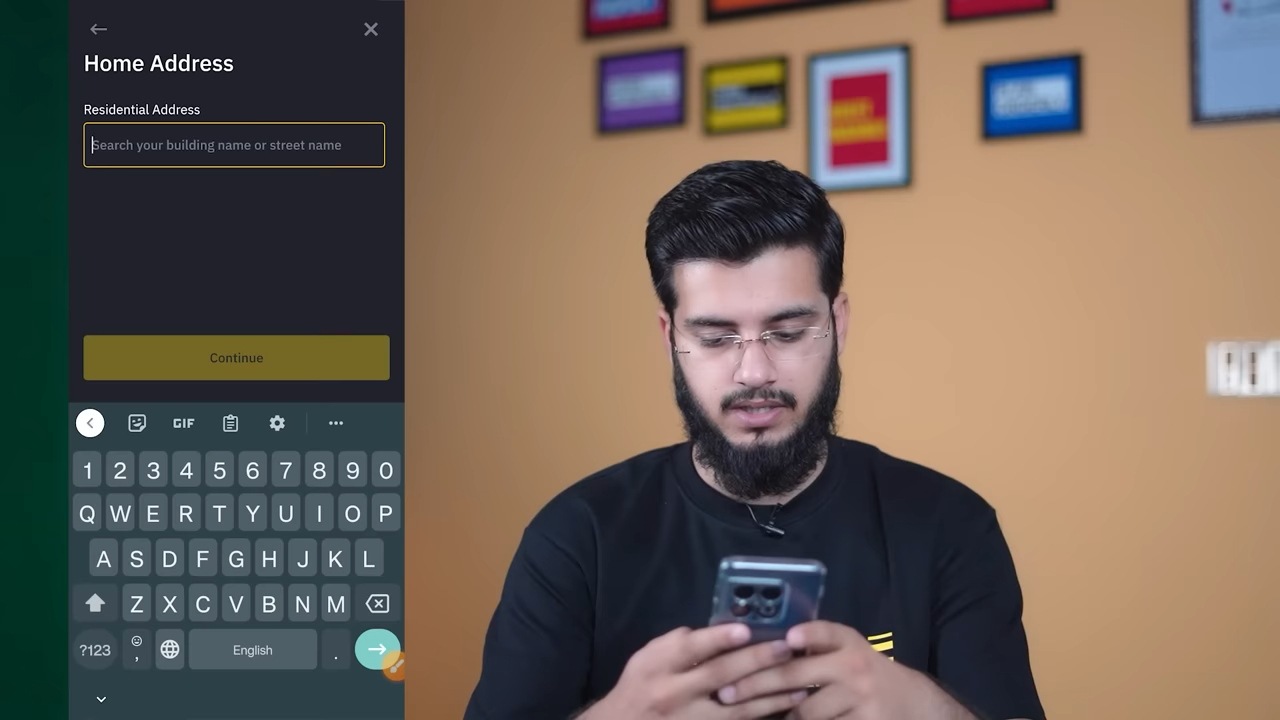 Home Address
Residential Address
Search your building name or street name
Continue
GIF
1 2 3 4 5 6 7 8 9 0
Q W E R T Y U I O P
A S D F G H J K L
Z X C V B N M
?123 , English .